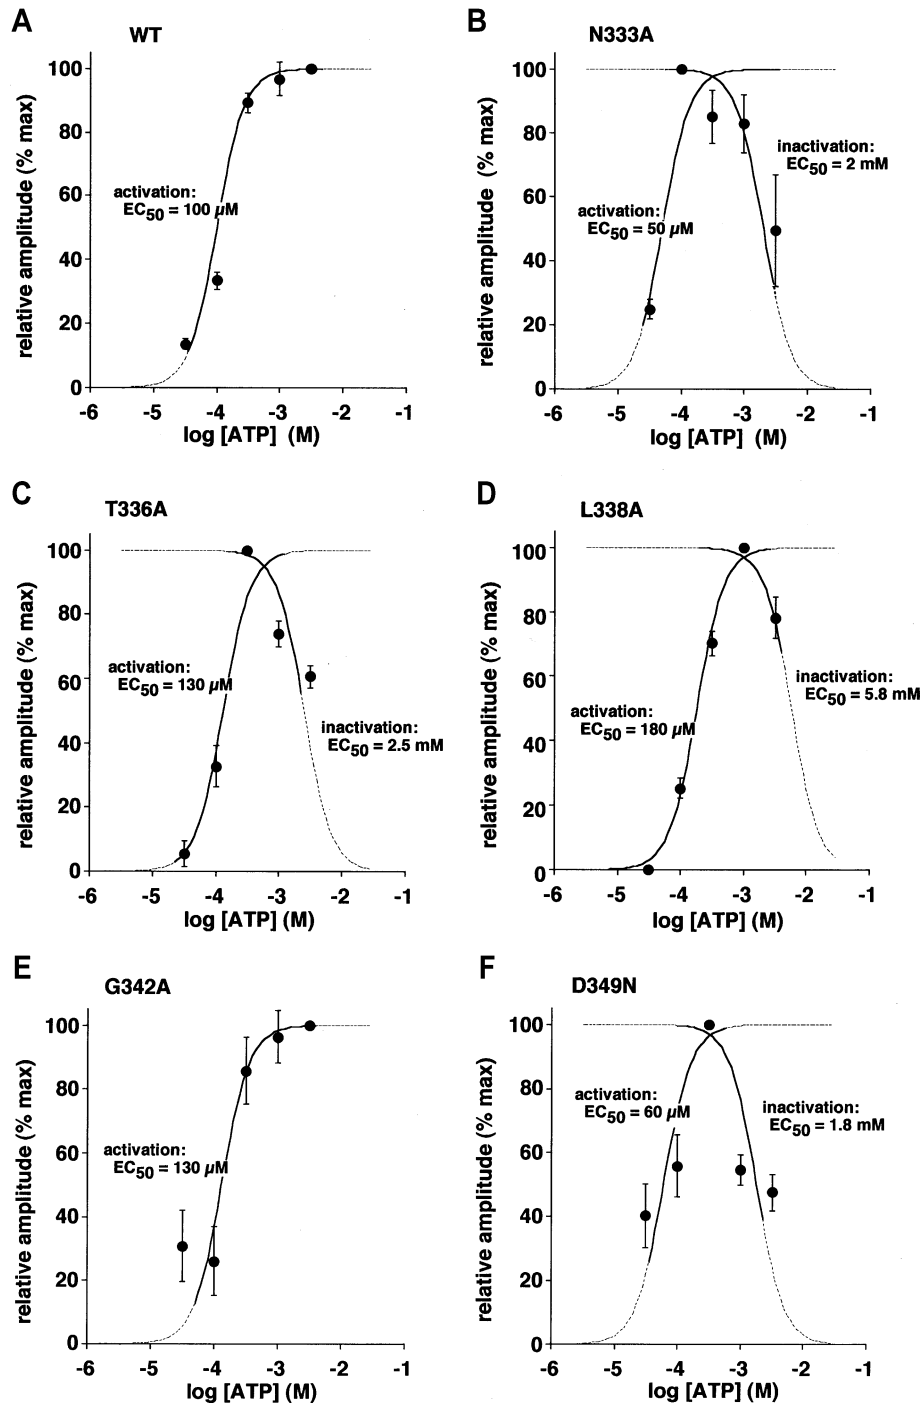 A
WT
relative amplitude (% max)
100
80
60
40
20
0
activation:
EC50 = 100 µM
-6 -5 -4 -3 -2 -1
log [ATP] (M)
B
N333A
relative amplitude (% max)
100
80
60
40
20
0
inactivation:
EC50 = 2 mM
activation:
EC50 = 50 µM
-6 -5 -4 -3 -2 -1
log [ATP] (M)
C
T336A
relative amplitude (% max)
100
80
60
40
20
0
activation:
EC50 = 130 µM
inactivation:
EC50 = 2.5 mM
-6 -5 -4 -3 -2 -1
log [ATP] (M)
D
L338A
relative amplitude (% max)
100
80
60
40
20
0
inactivation:
EC50 = 5.8 mM
activation:
EC50 = 180 µM
-6 -5 -4 -3 -2 -1
log [ATP] (M)
E
G342A
relative amplitude (% max)
100
80
60
40
20
0
activation:
EC50 = 130 µM
-6 -5 -4 -3 -2 -1
log [ATP] (M)
F
D349N
relative amplitude (% max)
100
80
60
40
20
0
activation:
EC50 = 60 µM
inactivation:
EC50 = 1.8 mM
-6 -5 -4 -3 -2 -1
log [ATP] (M)